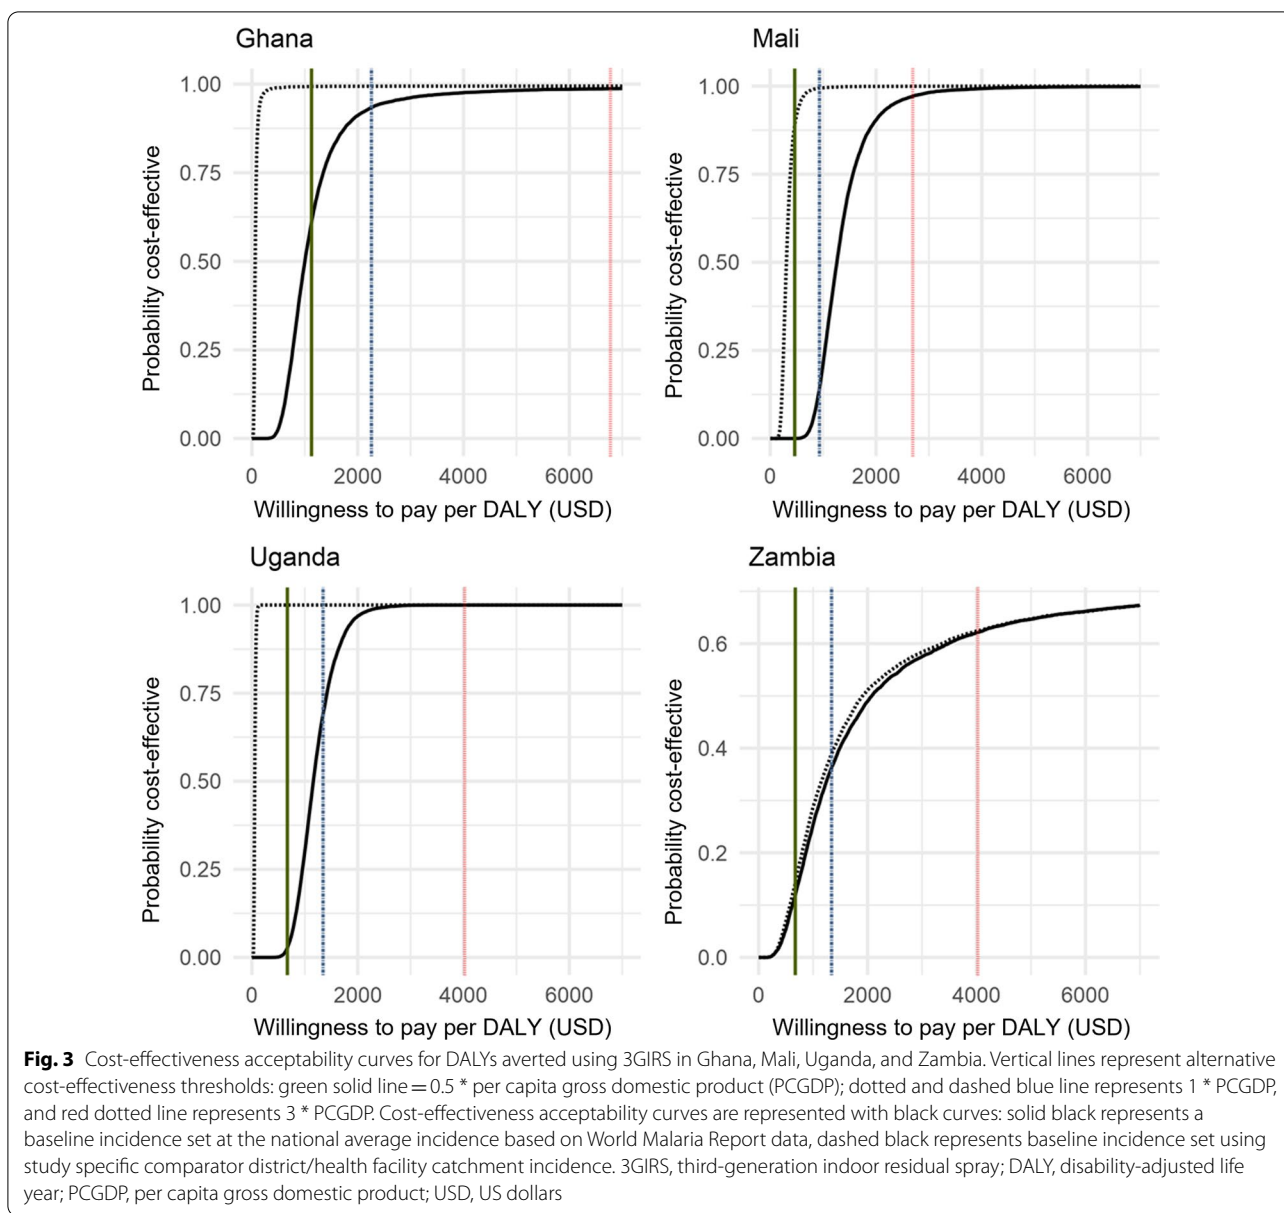 Ghana
Probability cost-effective
1.00
0.75
0.50
0.25
0.00
0 2000 4000 6000
Willingness to pay per DALY (USD)
Mali
Probability cost-effective
1.00
0.75
0.50
0.25
0.00
0 2000 4000 6000
Willingness to pay per DALY (USD)
Uganda
Probability cost-effective
1.00
0.75
0.50
0.25
0.00
0 2000 4000 6000
Willingness to pay per DALY (USD)
Zambia
Probability cost-effective
0.6
0.4
0.2
0.0
0 2000 4000 6000
Willingness to pay per DALY (USD)
Fig. 3 Cost-effectiveness acceptability curves for DALYs averted using 3GIRS in Ghana, Mali, Uganda, and Zambia. Vertical lines represent alternative
cost-effectiveness thresholds: green solid line = 0.5 * per capita gross domestic product (PCGDP); dotted and dashed blue line represents 1 * PCGDP,
and red dotted line represents 3 * PCGDP. Cost-effectiveness acceptability curves are represented with black curves: solid black represents a
baseline incidence set at the national average incidence based on World Malaria Report data, dashed black represents baseline incidence set using
study specific comparator district/health facility catchment incidence. 3GIRS, third-generation indoor residual spray; DALY, disability-adjusted life
year; PCGDP, per capita gross domestic product; USD, US dollars